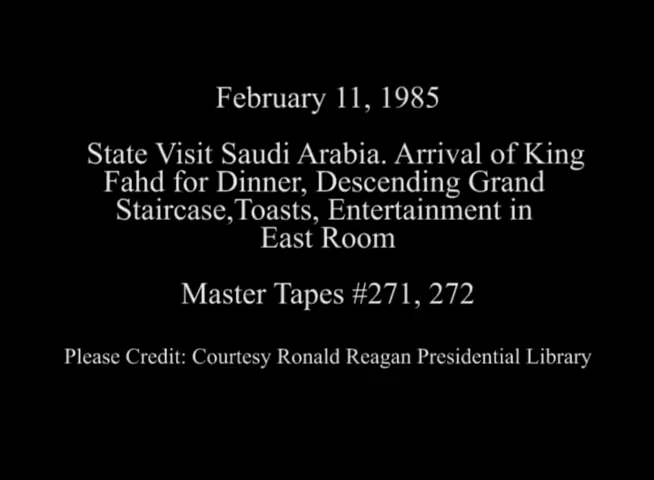 February 11, 1985
State Visit Saudi Arabia. Arrival of King
Fahd for Dinner, Descending Grand
Staircase,Toasts, Entertainment in
East Room
Master Tapes #271, 272
Please Credit: Courtesy Ronald Reagan Presidential Library